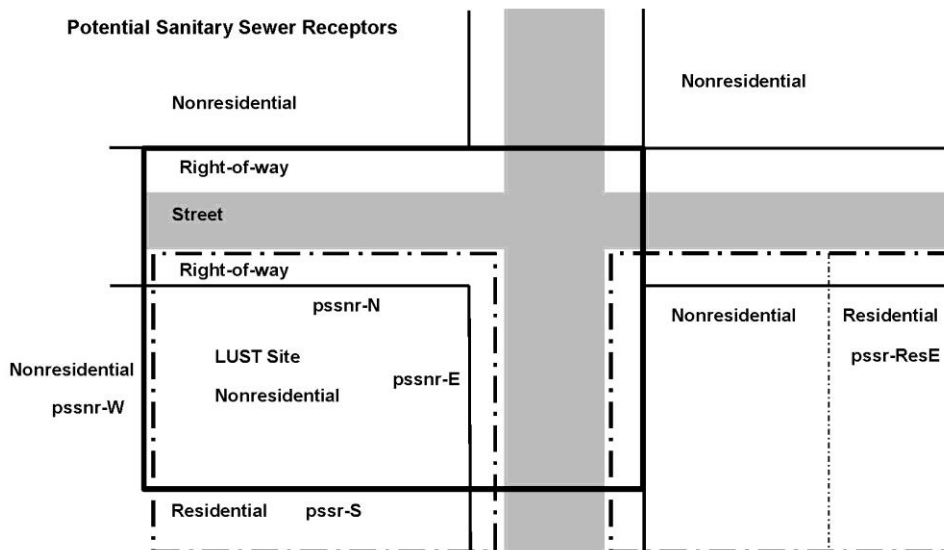 Potential Sanitary Sewer Receptors
Nonresidential
Nonresidential
Right-of-way
Street
Right-of-way
pssnr-N
Nonresidential
Residential
LUST Site
pssr-ResE
Nonresidential
pssnr-E
Nonresidential
pssnr-W
Residential
pssr-S